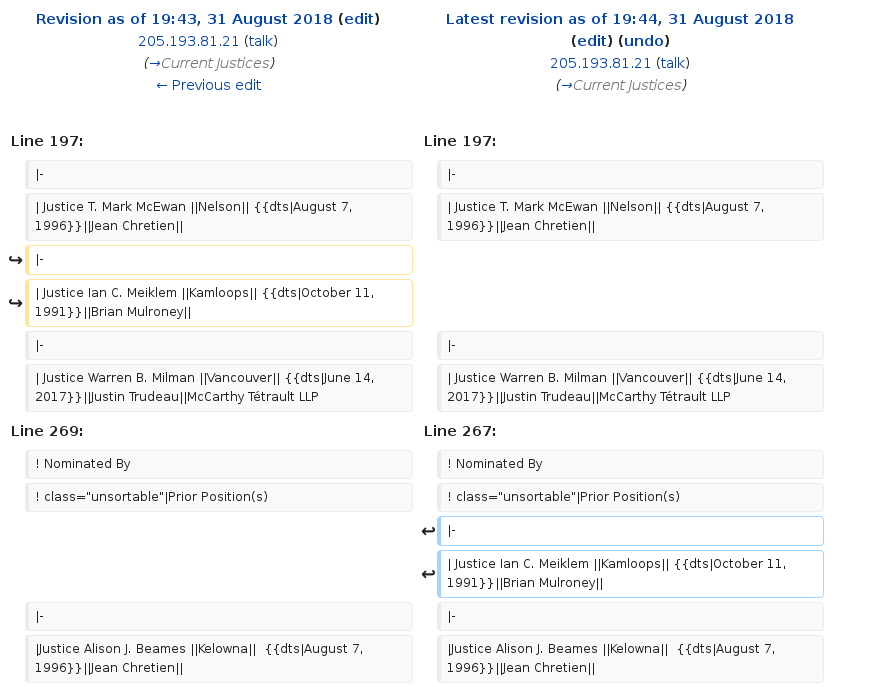 Revision as of 19:43, 31 August 2018 (edit)
205.193.81.21 (talk)
(→Current Justices)
← Previous edit
Latest revision as of 19:44, 31 August 2018
(edit) (undo)
205.193.81.21 (talk)
(→Current Justices)
Line 197:
Line 197:
|-
|-
| Justice T. Mark McEwan ||Nelson|| {{dts|August 7,
1996}}||Jean Chretien||
| Justice T. Mark McEwan ||Nelson|| {{dts|August 7,
1996}}||Jean Chretien||
|-
| Justice Ian C. Meiklem ||Kamloops|| {{dts|October 11,
1991}}||Brian Mulroney||
|-
|-
| Justice Warren B. Milman ||Vancouver|| {{dts|June 14,
2017}}||Justin Trudeau||McCarthy Tétrault LLP
| Justice Warren B. Milman ||Vancouver|| {{dts|June 14,
2017}}||Justin Trudeau||McCarthy Tétrault LLP
Line 269:
Line 267:
! Nominated By
! Nominated By
! class="unsortable"|Prior Position(s)
! class="unsortable"|Prior Position(s)
|-
| Justice Ian C. Meiklem ||Kamloops|| {{dts|October 11,
1991}}||Brian Mulroney||
|-
|-
|Justice Alison J. Beames ||Kelowna||  {{dts|August 7,
1996}}||Jean Chretien||
|Justice Alison J. Beames ||Kelowna||  {{dts|August 7,
1996}}||Jean Chretien||